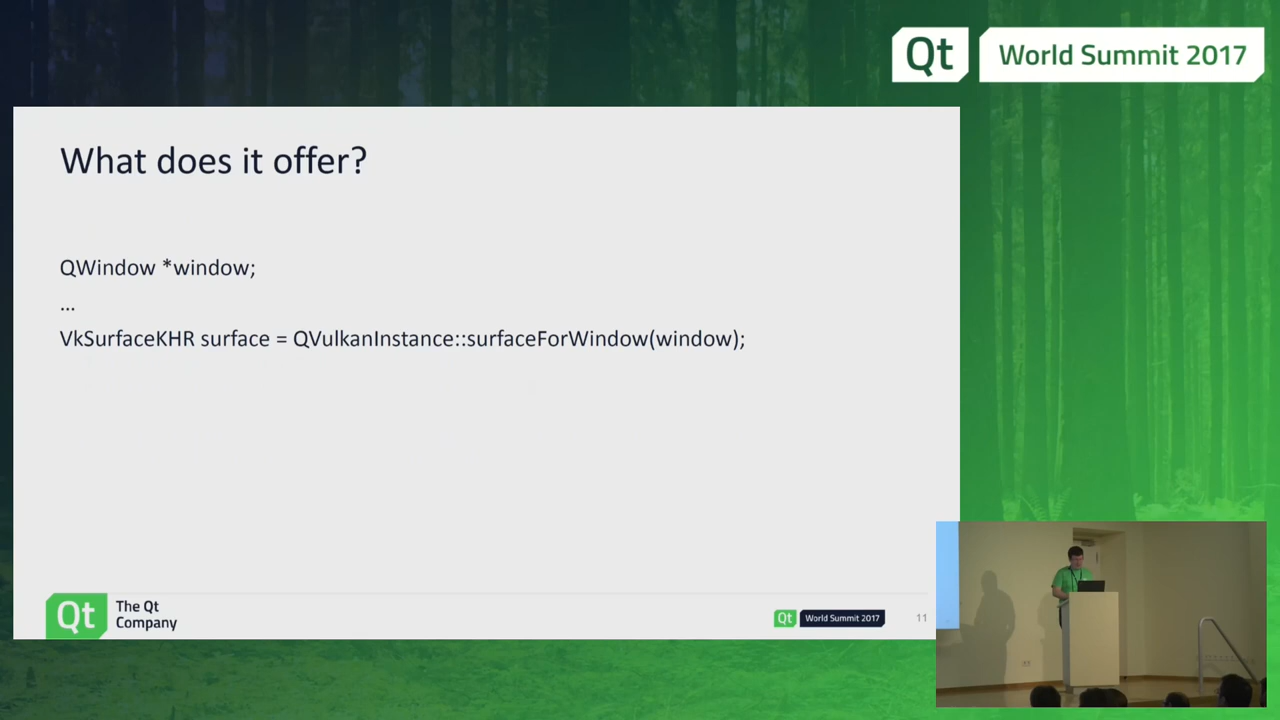 Qt
World Summit 2017
What does it offer?
QWindow *window;
...
VkSurfaceKHR surface = QVulkanInstance::surfaceForWindow(window);
Qt
The Qt
Company
Qt World Summit 2017
11